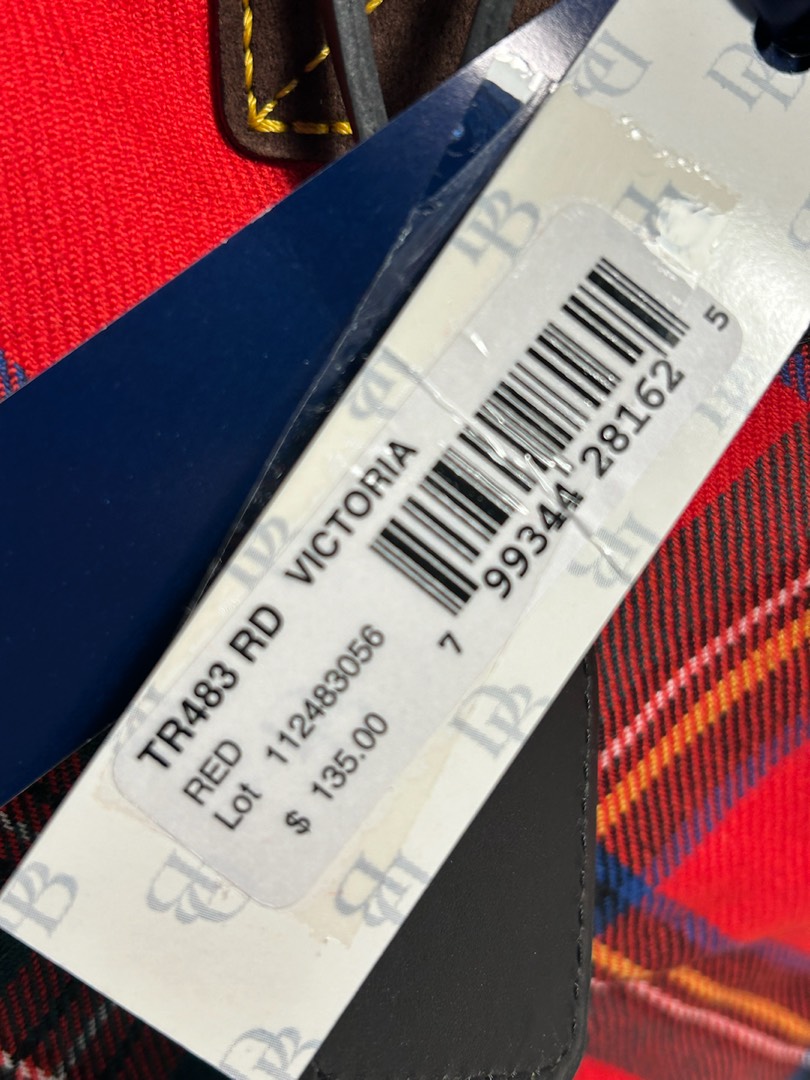 TR483 RD VICTORIA
RED
Lot 112483056
$ 135.00
7 99344 28162 5